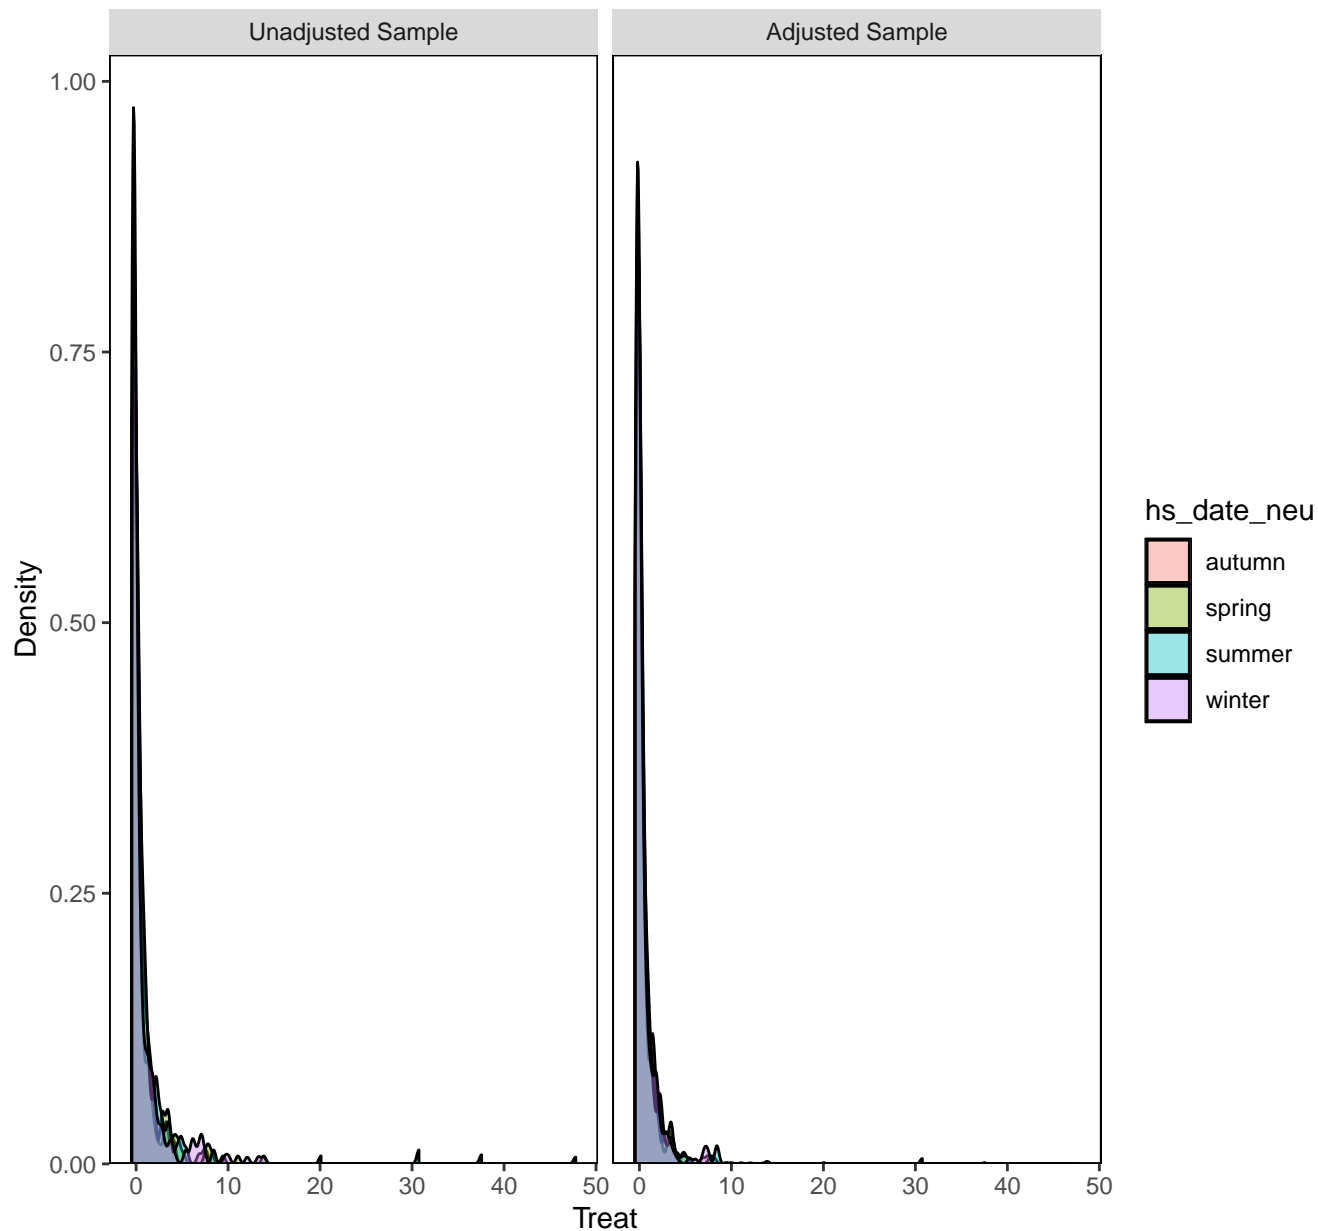 Unadjusted Sample
Adjusted Sample
1.00
0.75
0.50
0.25
0.00
Density
0 10 20 30 40 50
0 10 20 30 40 50
Treat
hs_date_neu
autumn
spring
summer
winter